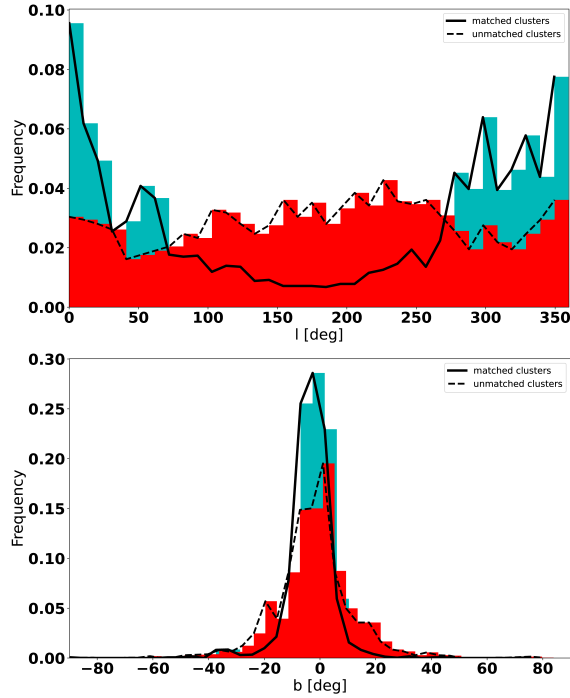 0.10
0.08
0.06
0.04
0.02
0.00
Frequency
matched clusters
unmatched clusters
0 50 100 150 200 250 300 350
l [deg]
0.30
0.25
0.20
0.15
0.10
0.05
0.00
Frequency
matched clusters
unmatched clusters
−80 −60 −40 −20 0 20 40 60 80
b [deg]